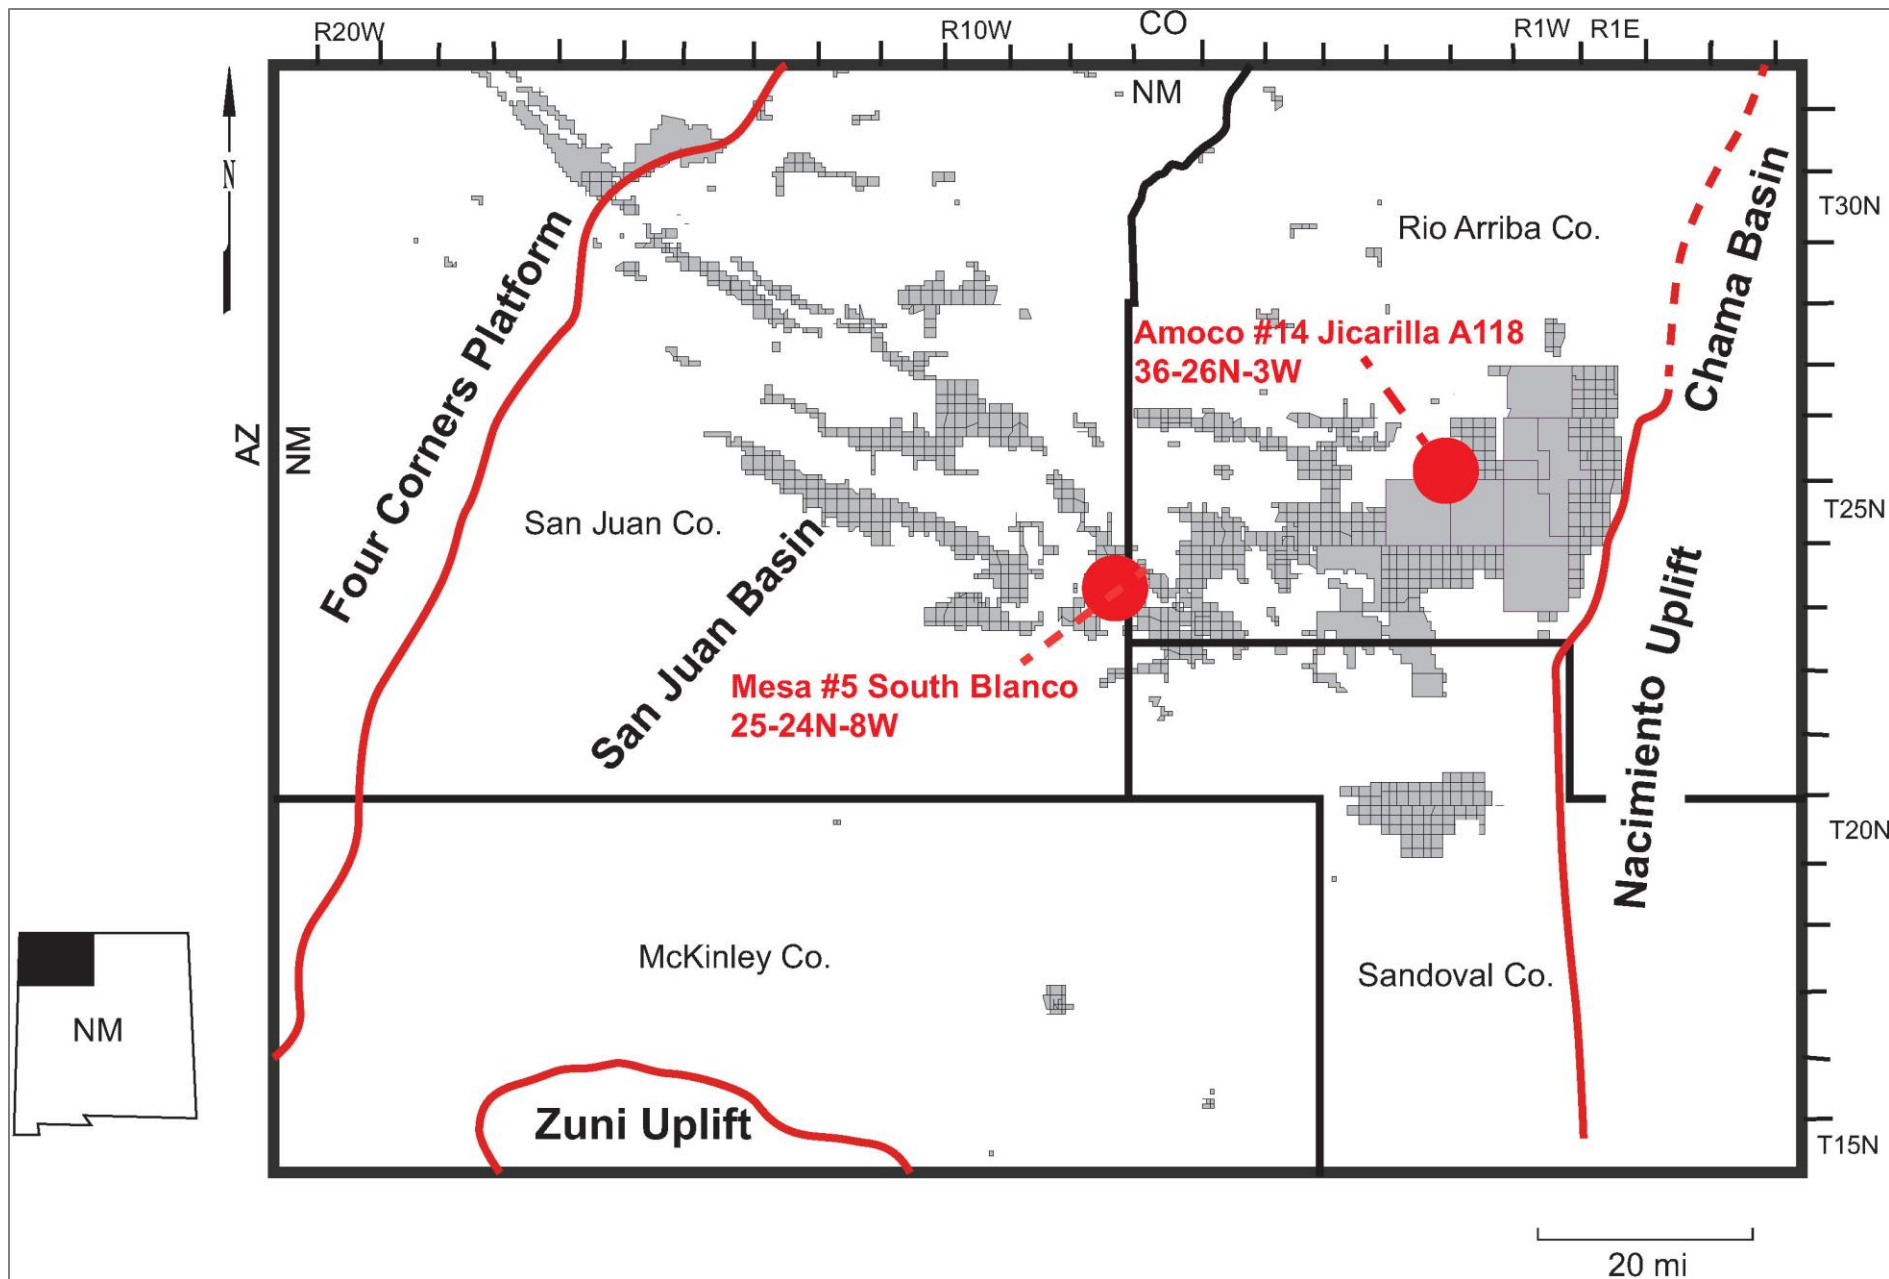 CO
R20W
R10W
R1W
R1E
NM
N
T30N
Rio Arriba Co.
Chama Basin
Four Corners Platform
Amoco #14 Jicarilla A118
36-26N-3W
AZ
NM
San Juan Co.
T25N
San Juan Basin
Mesa #5 South Blanco
25-24N-8W
Nacimiento Uplift
T20N
McKinley Co.
Sandoval Co.
NM
Zuni Uplift
T15N
20 mi